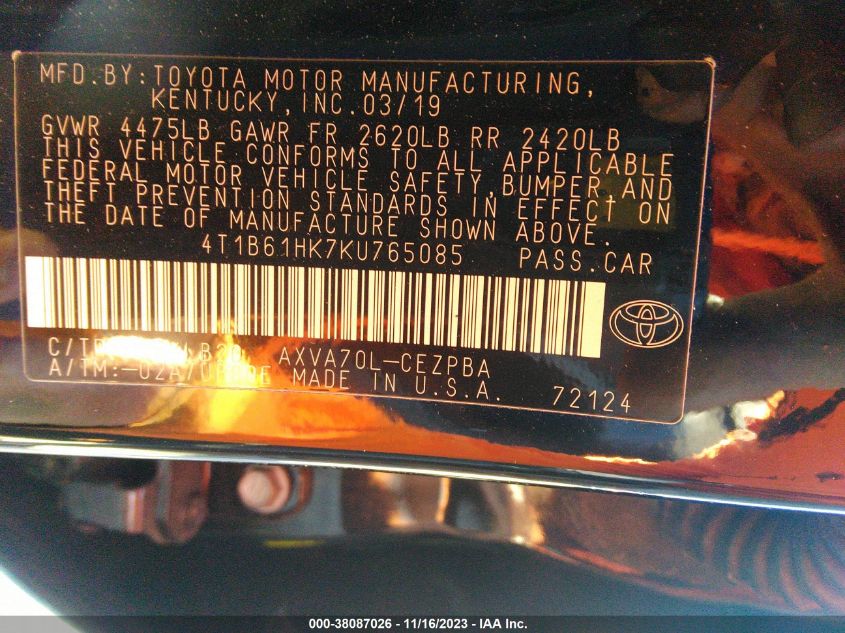 MFD.BY:TOYOTA MOTOR MANUFACTURING,
KENTUCKY,INC.03/19
GVWR 4475LB GAWR FR 2620LB RR 2420LB
THIS VEHICLE CONFORMS TO ALL APPLICABLE
FEDERAL MOTOR VEHICLE SAFETY,BUMPER,AND
THEFT PREVENTION STANDARDS IN EFFECT ON
THE DATE OF MANUFACTURE SHOWN ABOVE.
4T1B61HK7KU765085 PASS.CAR
AXVA70L-CEZPBA
A/TM: MADE IN U.S.A. 72124
000-38087026 - 11/16/2023 - IAA Inc.